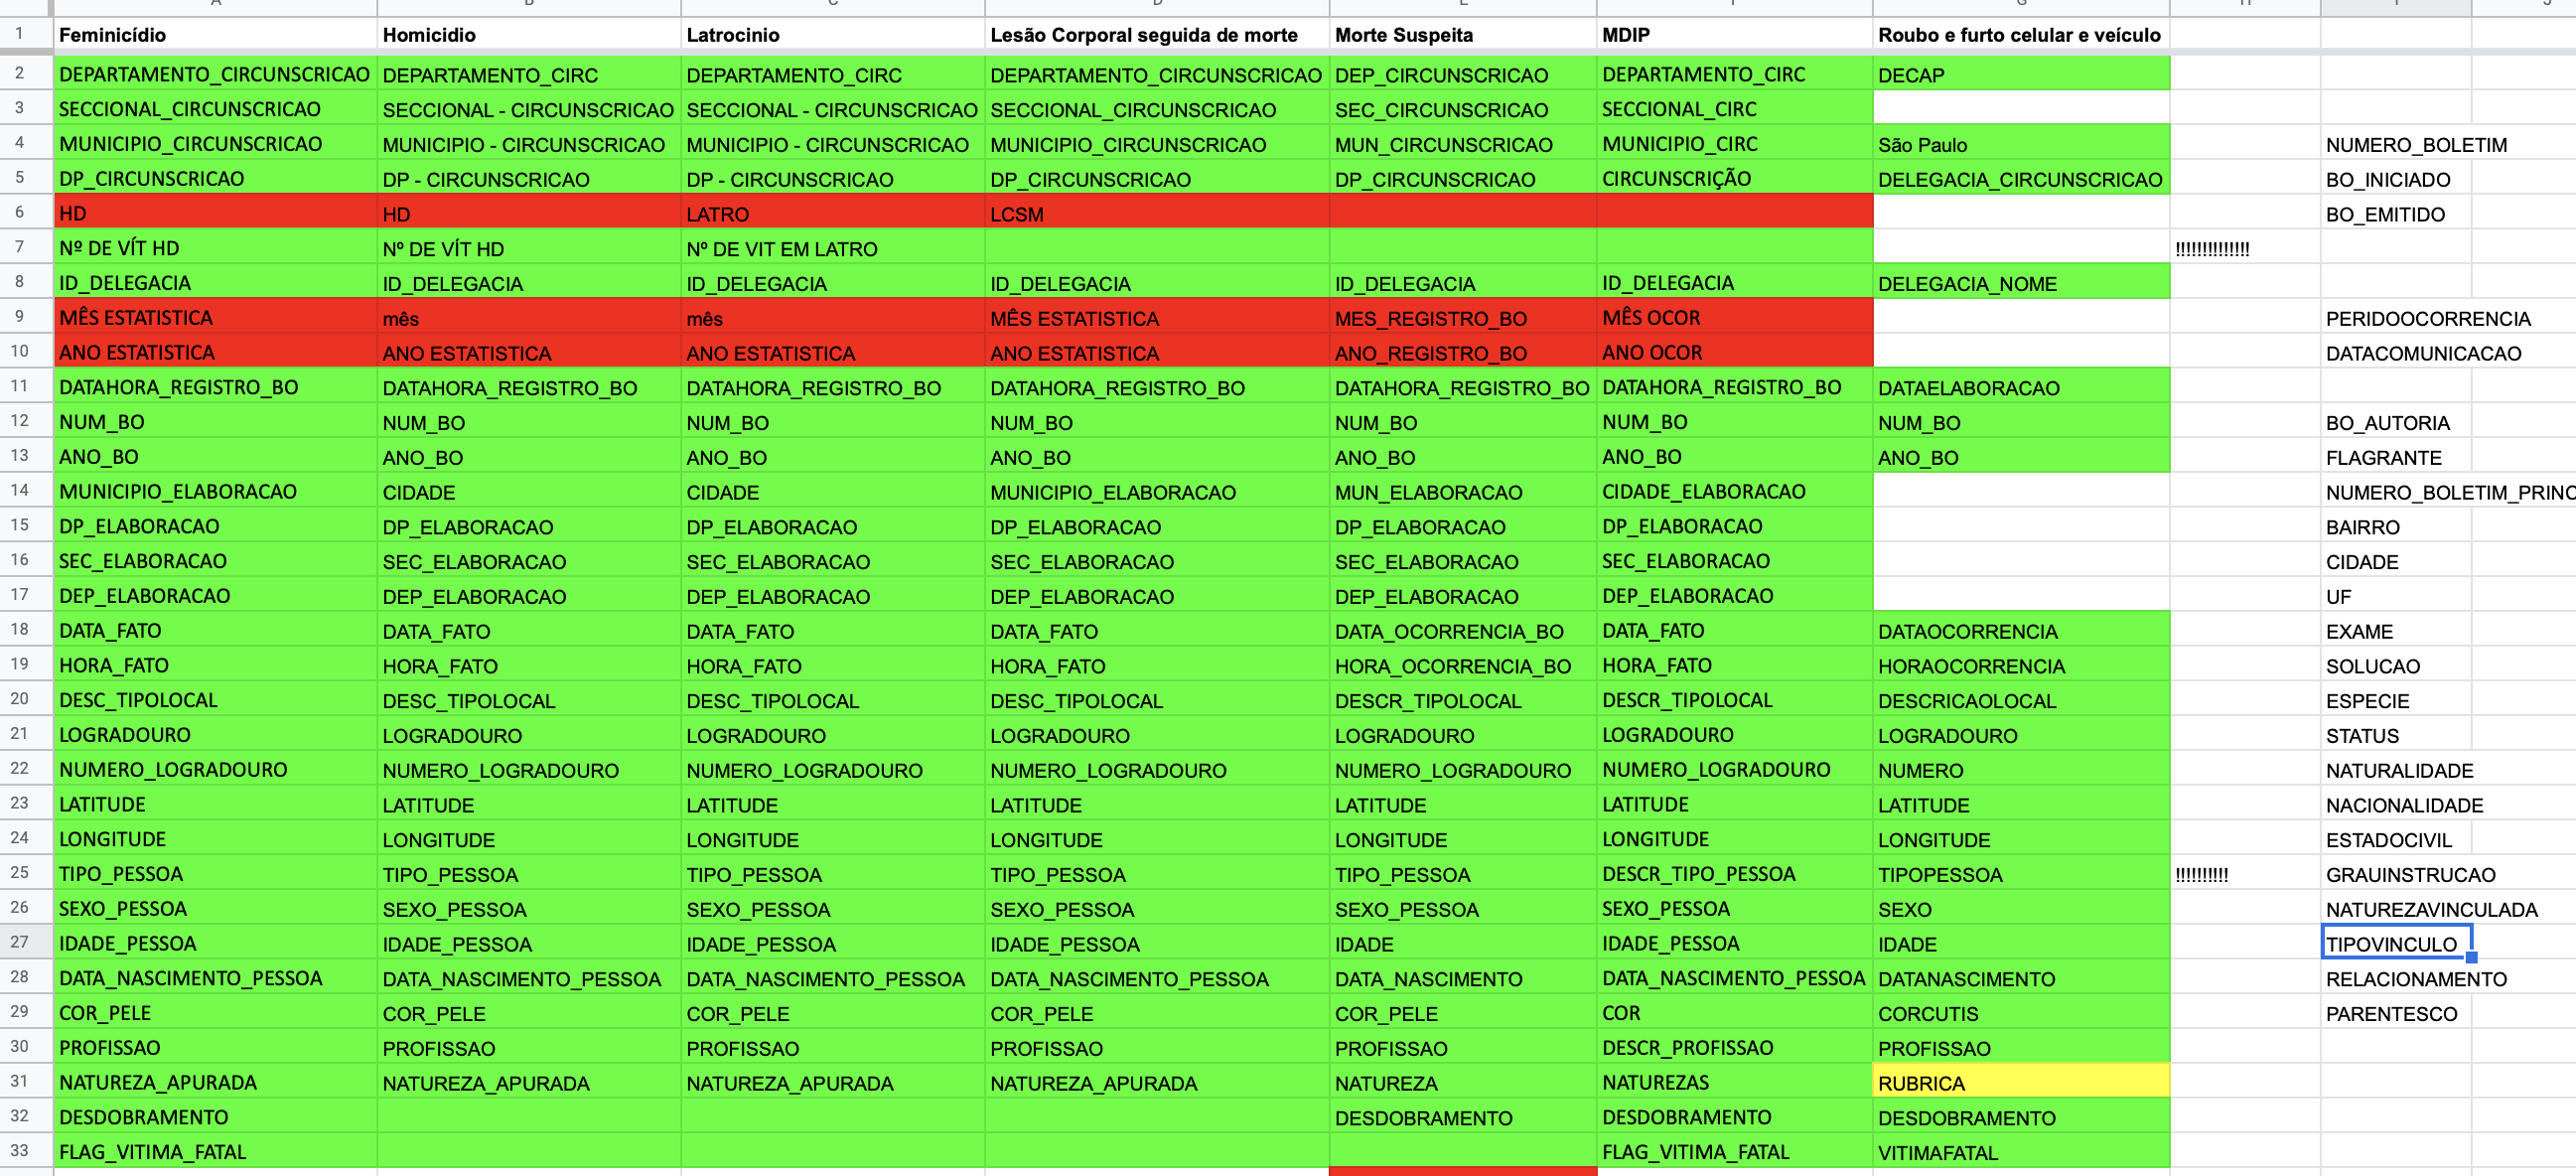 1 Feminicídio Homicidio Latrocinio Lesão Corporal seguida de morte Morte Suspeita MDIP Roubo e furto celular e veículo
2 DEPARTAMENTO_CIRCUNSCRICAO DEPARTAMENTO_CIRC DEPARTAMENTO_CIRC DEPARTAMENTO_CIRCUNSCRICAO DEP_CIRCUNSCRICAO DEPARTAMENTO_CIRC DECAP
3 SECCIONAL_CIRCUNSCRICAO SECCIONAL - CIRCUNSCRICAO SECCIONAL - CIRCUNSCRICAO SECCIONAL_CIRCUNSCRICAO SEC_CIRCUNSCRICAO SECCIONAL_CIRC
4 MUNICIPIO_CIRCUNSCRICAO MUNICIPIO - CIRCUNSCRICAO MUNICIPIO - CIRCUNSCRICAO MUNICIPIO_CIRCUNSCRICAO MUN_CIRCUNSCRICAO MUNICIPIO_CIRC São Paulo NUMERO_BOLETIM
5 DP_CIRCUNSCRICAO DP - CIRCUNSCRICAO DP - CIRCUNSCRICAO DP_CIRCUNSCRICAO DP_CIRCUNSCRICAO CIRCUNSCRIÇÃO DELEGACIA_CIRCUNSCRICAO BO_INICIADO
6 HD HD LATRO LCSM BO_EMITIDO
7 Nº DE VÍT HD Nº DE VÍT HD Nº DE VIT EM LATRO !!!!!!!!!!!!!!
8 ID_DELEGACIA ID_DELEGACIA ID_DELEGACIA ID_DELEGACIA ID_DELEGACIA ID_DELEGACIA DELEGACIA_NOME
9 MÊS ESTATISTICA mês mês MÊS ESTATISTICA MES_REGISTRO_BO MÊS OCOR PERIDOOCORRENCIA
10 ANO ESTATISTICA ANO ESTATISTICA ANO ESTATISTICA ANO ESTATISTICA ANO_REGISTRO_BO ANO OCOR DATACOMUNICACAO
11 DATAHORA_REGISTRO_BO DATAHORA_REGISTRO_BO DATAHORA_REGISTRO_BO DATAHORA_REGISTRO_BO DATAHORA_REGISTRO_BO DATAHORA_REGISTRO_BO DATAELABORACAO
12 NUM_BO NUM_BO NUM_BO NUM_BO NUM_BO NUM_BO NUM_BO BO_AUTORIA
13 ANO_BO ANO_BO ANO_BO ANO_BO ANO_BO ANO_BO ANO_BO FLAGRANTE
14 MUNICIPIO_ELABORACAO CIDADE CIDADE MUNICIPIO_ELABORACAO MUN_ELABORACAO CIDADE_ELABORACAO NUMERO_BOLETIM_PRINC
15 DP_ELABORACAO DP_ELABORACAO DP_ELABORACAO DP_ELABORACAO DP_ELABORACAO DP_ELABORACAO BAIRRO
16 SEC_ELABORACAO SEC_ELABORACAO SEC_ELABORACAO SEC_ELABORACAO SEC_ELABORACAO SEC_ELABORACAO CIDADE
17 DEP_ELABORACAO DEP_ELABORACAO DEP_ELABORACAO DEP_ELABORACAO DEP_ELABORACAO DEP_ELABORACAO UF
18 DATA_FATO DATA_FATO DATA_FATO DATA_FATO DATA_OCORRENCIA_BO DATA_FATO DATAOCORRENCIA EXAME
19 HORA_FATO HORA_FATO HORA_FATO HORA_FATO HORA_OCORRENCIA_BO HORA_FATO HORAOCORRENCIA SOLUCAO
20 DESC_TIPOLOCAL DESC_TIPOLOCAL DESC_TIPOLOCAL DESC_TIPOLOCAL DESCR_TIPOLOCAL DESCR_TIPOLOCAL DESCRICAOLOCAL ESPECIE
21 LOGRADOURO LOGRADOURO LOGRADOURO LOGRADOURO LOGRADOURO LOGRADOURO LOGRADOURO STATUS
22 NUMERO_LOGRADOURO NUMERO_LOGRADOURO NUMERO_LOGRADOURO NUMERO_LOGRADOURO NUMERO_LOGRADOURO NUMERO_LOGRADOURO NUMERO NATURALIDADE
23 LATITUDE LATITUDE LATITUDE LATITUDE LATITUDE LATITUDE LATITUDE NACIONALIDADE
24 LONGITUDE LONGITUDE LONGITUDE LONGITUDE LONGITUDE LONGITUDE LONGITUDE ESTADOCIVIL
25 TIPO_PESSOA TIPO_PESSOA TIPO_PESSOA TIPO_PESSOA TIPO_PESSOA DESCR_TIPO_PESSOA TIPOPESSOA !!!!!!!!!! GRAUINSTRUCAO
26 SEXO_PESSOA SEXO_PESSOA SEXO_PESSOA SEXO_PESSOA SEXO_PESSOA SEXO_PESSOA SEXO NATUREZAVINCULADA
27 IDADE_PESSOA IDADE_PESSOA IDADE_PESSOA IDADE_PESSOA IDADE IDADE_PESSOA IDADE TIPOVINCULO
28 DATA_NASCIMENTO_PESSOA DATA_NASCIMENTO_PESSOA DATA_NASCIMENTO_PESSOA DATA_NASCIMENTO_PESSOA DATA_NASCIMENTO DATA_NASCIMENTO_PESSOA DATANASCIMENTO RELACIONAMENTO
29 COR_PELE COR_PELE COR_PELE COR_PELE COR_PELE COR CORCUTIS PARENTESCO
30 PROFISSAO PROFISSAO PROFISSAO PROFISSAO PROFISSAO DESCR_PROFISSAO PROFISSAO
31 NATUREZA_APURADA NATUREZA_APURADA NATUREZA_APURADA NATUREZA_APURADA NATUREZA NATUREZAS RUBRICA
32 DESDOBRAMENTO DESDOBRAMENTO DESDOBRAMENTO DESDOBRAMENTO
33 FLAG_VITIMA_FATAL FLAG_VITIMA_FATAL VITIMAFATAL